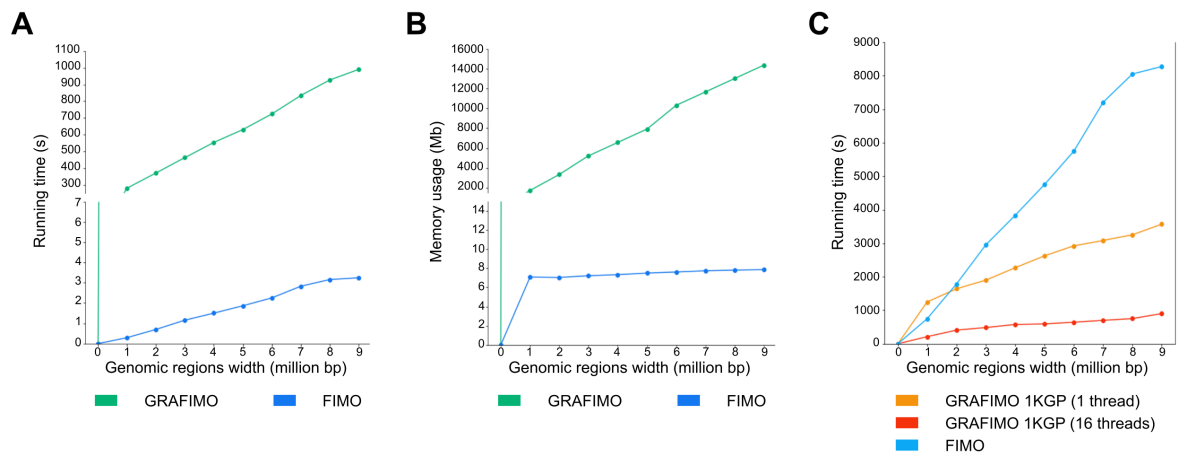 A
Running time (s)
1100
1000
900
800
700
600
500
400
300
7
6
5
4
3
2
1
0
0 1 2 3 4 5 6 7 8 9
Genomic regions width (million bp)
GRAFIMO FIMO
B
Memory usage (Mb)
16000
14000
12000
10000
8000
6000
4000
2000
14
12
10
8
6
4
2
0
0 1 2 3 4 5 6 7 8 9
Genomic regions width (million bp)
GRAFIMO FIMO
C
Running time (s)
9000
8000
7000
6000
5000
4000
3000
2000
1000
0
0 1 2 3 4 5 6 7 8 9
Genomic regions width (million bp)
GRAFIMO 1KGP (1 thread)
GRAFIMO 1KGP (16 threads)
FIMO